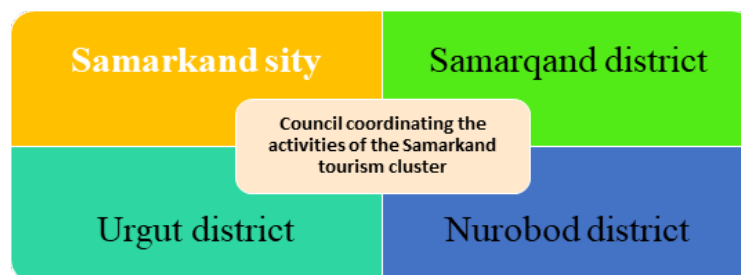 Samarkand sity
Samarqand district
Council coordinating the
activities of the Samarkand
tourism cluster
Urgut district
Nurobod district